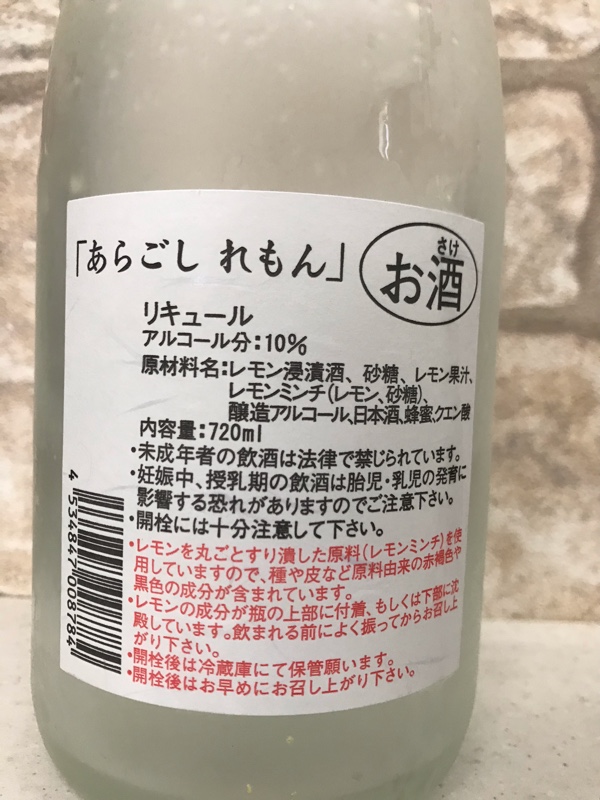 「あらごし れもん」
さけ
お酒
リキュール
アルコール分:10%
原材料名:レモン浸漬酒、砂糖、レモン果汁、
レモンミンチ(レモン、砂糖)、
醸造アルコール、日本酒、蜂蜜、クエン酸
内容量:720ml
・未成年者の飲酒は法律で禁じられています。
・妊娠中、授乳期の飲酒は胎児・乳児の発育に
影響する恐れがありますのでご注意下さい。
・開栓には十分注意して下さい。
・レモンを丸ごとすり潰した原料(レモンミンチ)を使
用していますので、種や皮など原料由来の赤褐色や
黒色の成分が含まれています。
・レモンの成分が瓶の上部に付着、もしくは下部に沈
殿しています。飲まれる前によく振ってからお召し上
がり下さい。
・開栓後は冷蔵庫にて保管願います。
・開栓後はお早めにお召し上がり下さい。
4 534847 008784